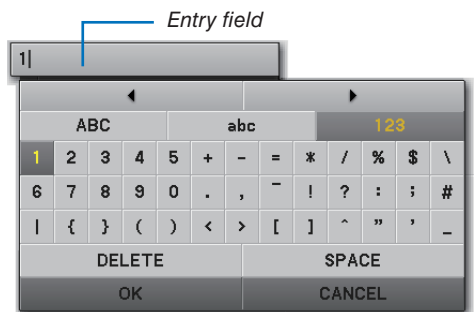 Entry field
1|
◀ ▶
ABC abc 123
1 2 3 4 5 + - = * / % $ \
6 7 8 9 0 . , ‾ ! ? : ; #
| { } ( ) < > [ ] ^ " ' _
DELETE SPACE
OK CANCEL